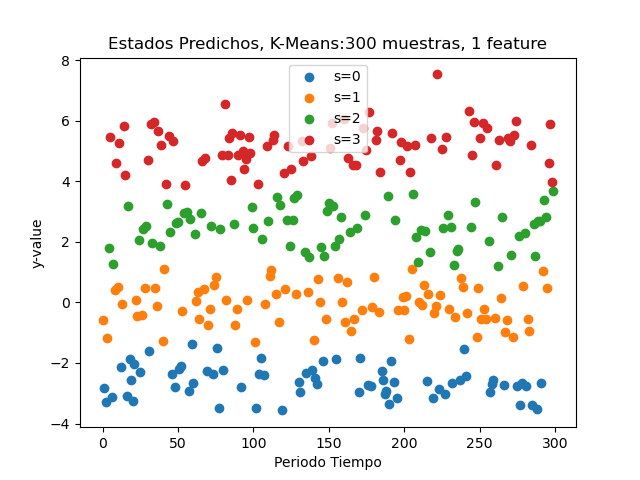 Estados Predichos, K-Means:300 muestras, 1 feature
8
6
4
2
0
−2
−4
y-value
s=0
s=1
s=2
s=3
0
50
100
150
200
250
300
Periodo Tiempo